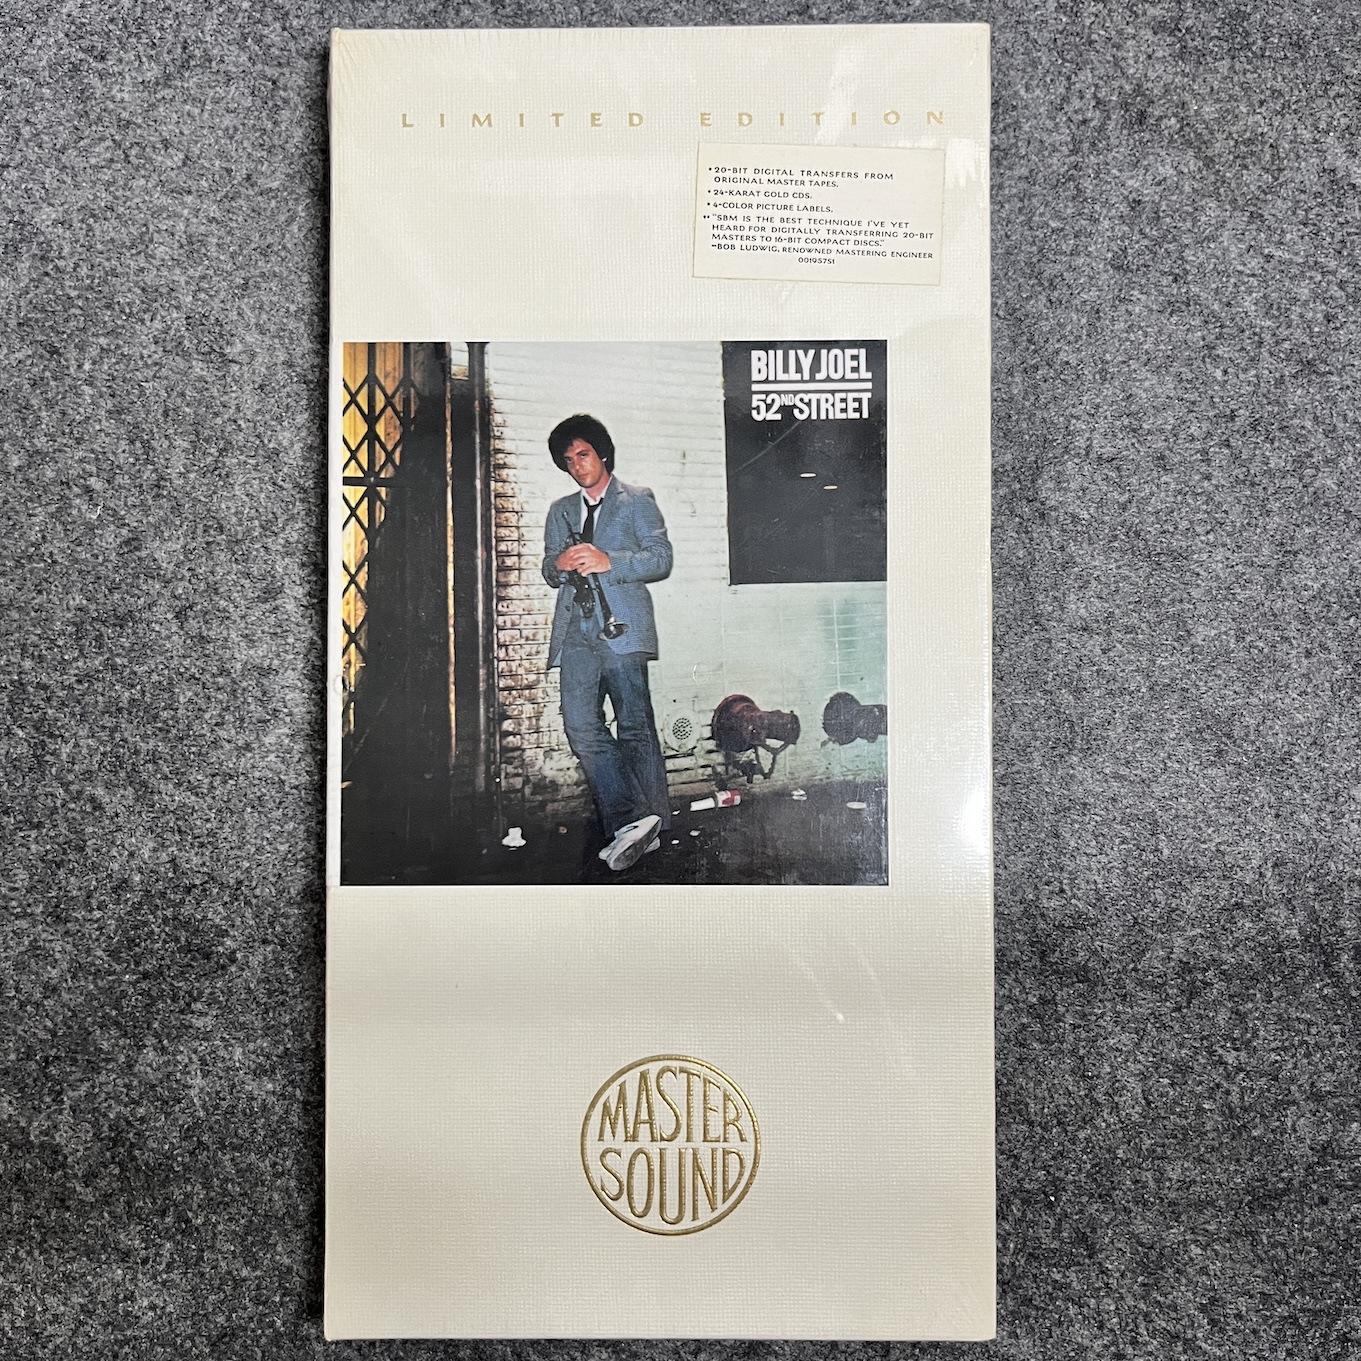 LIMITED EDITION
• 20-BIT DIGITAL TRANSFERS FROM
ORIGINAL MASTER TAPES.
• 24-KARAT GOLD CDS.
• 4-COLOR PICTURE LABELS.
•• "SBM IS THE BEST TECHNIQUE I'VE YET
HEARD FOR DIGITALLY TRANSFERRING 20-BIT
MASTERS TO 16-BIT COMPACT DISCS."
-BOB LUDWIG, RENOWNED MASTERING ENGINEER
00195751
BILLY JOEL
52ND STREET
MASTER
SOUND